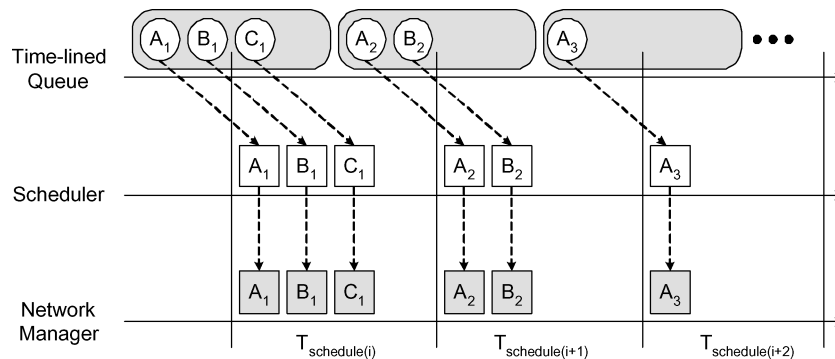 A1 B1 C1 A2 B2 A3 •••
Time-lined
Queue
A1 B1 C1 A2 B2 A3
Scheduler
A1 B1 C1 A2 B2 A3
Network
Manager
Tschedule(i) Tschedule(i+1) Tschedule(i+2)